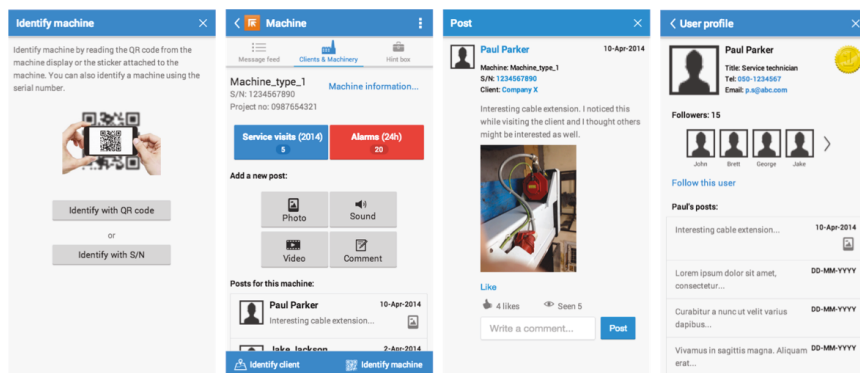 Identify machine
Identify machine by reading the QR code from the
machine display or the sticker attached to the
machine. You can also identify a machine using the
serial number.
Identify with QR code
or
Identify with S/N
Machine
Message feed
Clients & Machinery
Hint box
Machine_type_1
S/N: 1234567890
Machine information...
Project no: 0987654321
Service visits (2014)
5
Alarms (24h)
20
Add a new post:
Photo
Sound
Video
Comment
Posts for this machine:
Paul Parker
10-Apr-2014
Interesting cable extension...
Jake Jackson
2-Apr-2014
Identify client
Identify machine
Post
Paul Parker
10-Apr-2014
Machine: Machine_type_1
S/N: 1234567890
Client: Company X
Interesting cable extension. I noticed this
while visiting the client and I thought others
might be interested as well.
Like
4 likes
Seen 5
Write a comment...
Post
User profile
Paul Parker
Title: Service technician
Tel: 050-1234567
Email: p.s@abc.com
Followers: 15
John
Brett
George
Jake
Follow this user
Paul's posts:
Interesting cable extension...
10-Apr-2014
Lorem ipsum dolor sit amet,
consectetur...
DD-MM-YYYY
Curabitur a nunc ut velit varius
dapibus...
DD-MM-YYYY
Vivamus in sagittis magna. Aliquam
erat...
DD-MM-YYYY